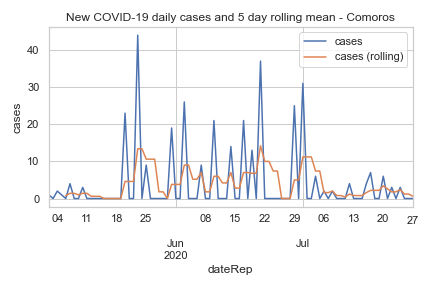 New COVID-19 daily cases and 5 day rolling mean - Comoros
cases
cases (rolling)
40
30
20
10
0
cases
04 11 18 25 08 15 22 29 06 13 20 27
Jun Jul
2020
dateRep